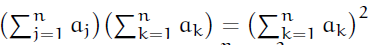 (∑_{j=1}^{n} a_j)(∑_{k=1}^{n} a_k) = (∑_{k=1}^{n} a_k)^2